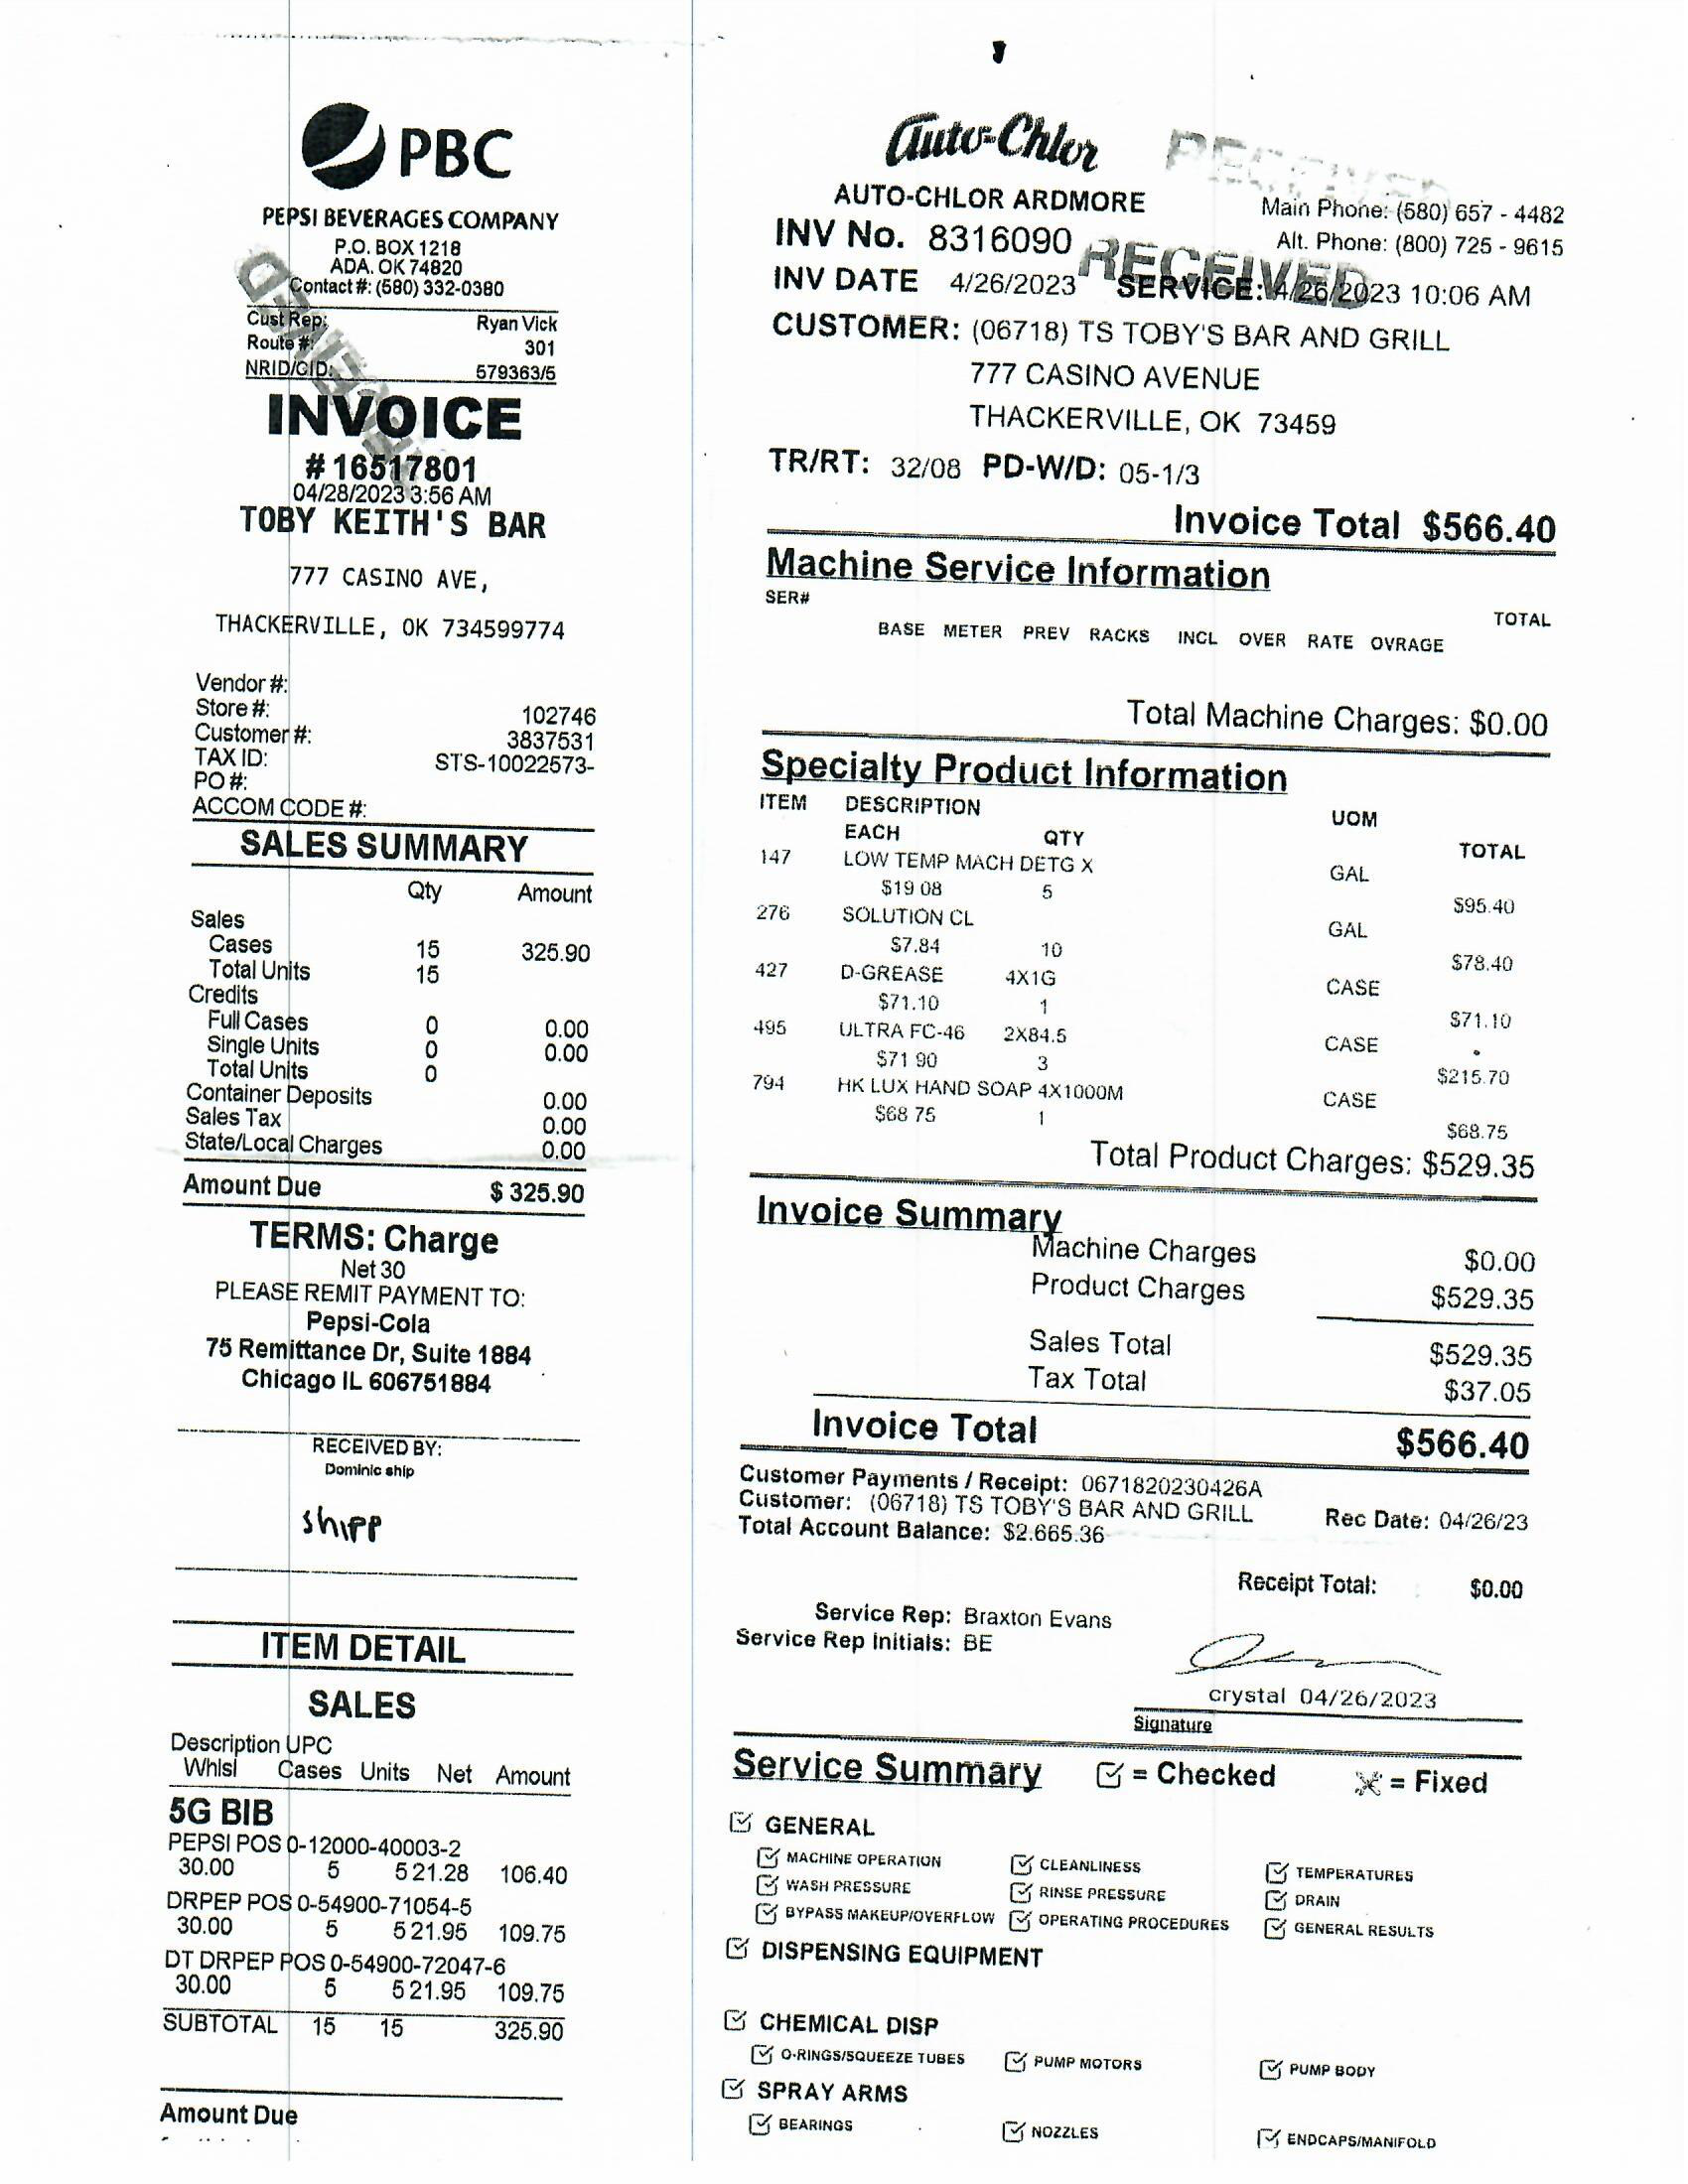 PBC
PEPSI BEVERAGES COMPANY
P.O. BOX 1218
ADA. OK 74820
Contact #: (580) 332-0380
Cust Rep: Ryan Vick
Route #: 301
NRID/CID: 579363/5
INVOICE
# 16517801
04/28/2023 3:56 AM
TOBY KEITH'S BAR
777 CASINO AVE,
THACKERVILLE, OK 734599774
Vendor #:
Store #: 102746
Customer #: 3837531
TAX ID: STS-10022573-
PO #:
ACCOM CODE #:
SALES SUMMARY
Qty Amount
Sales
Cases 15 325.90
Total Units 15
Credits
Full Cases 0 0.00
Single Units 0 0.00
Total Units 0
Container Deposits 0.00
Sales Tax 0.00
State/Local Charges 0.00
Amount Due $ 325.90
TERMS: Charge
Net 30
PLEASE REMIT PAYMENT TO:
Pepsi-Cola
75 Remittance Dr, Suite 1884
Chicago IL 606751884
RECEIVED BY:
Dominic ship
shipp
ITEM DETAIL
SALES
Description UPC
Whlsl Cases Units Net Amount
5G BIB
PEPSI POS 0-12000-40003-2
30.00 5 5 21.28 106.40
DRPEP POS 0-54900-71054-5
30.00 5 5 21.95 109.75
DT DRPEP POS 0-54900-72047-6
30.00 5 5 21.95 109.75
SUBTOTAL 15 15 325.90
Amount Due
Auto-Chlor
RECEIVED
AUTO-CHLOR ARDMORE
Main Phone: (580) 657 - 4482
INV No. 8316090
Alt. Phone: (800) 725 - 9615
RECEIVED
INV DATE 4/26/2023 SERVICE: 4/26/2023 10:06 AM
CUSTOMER: (06718) TS TOBY'S BAR AND GRILL
777 CASINO AVENUE
THACKERVILLE, OK 73459
TR/RT: 32/08 PD-W/D: 05-1/3
Invoice Total $566.40
Machine Service Information
SER# TOTAL
BASE METER PREV RACKS INCL OVER RATE OVRAGE
Total Machine Charges: $0.00
Specialty Product Information
ITEM DESCRIPTION UOM
EACH QTY TOTAL
147 LOW TEMP MACH DETG X GAL
$19 08 5 $95.40
276 SOLUTION CL GAL
$7.84 10 $78.40
427 D-GREASE 4X1G CASE
$71.10 1 $71.10
495 ULTRA FC-46 2X84.5 CASE
$71 90 3 $215.70
794 HK LUX HAND SOAP 4X1000M CASE
$68 75 1 $68.75
Total Product Charges: $529.35
Invoice Summary
Machine Charges $0.00
Product Charges $529.35
Sales Total $529.35
Tax Total $37.05
Invoice Total $566.40
Customer Payments / Receipt: 0671820230426A
Customer: (06718) TS TOBY'S BAR AND GRILL Rec Date: 04/26/23
Total Account Balance: $2.665.36
Receipt Total: $0.00
Service Rep: Braxton Evans
Service Rep Initials: BE
crystal 04/26/2023
Signature
Service Summary = Checked = Fixed
GENERAL
MACHINE OPERATION CLEANLINESS TEMPERATURES
WASH PRESSURE RINSE PRESSURE DRAIN
BYPASS MAKEUP/OVERFLOW OPERATING PROCEDURES GENERAL RESULTS
DISPENSING EQUIPMENT
CHEMICAL DISP
O-RINGS/SQUEEZE TUBES PUMP MOTORS PUMP BODY
SPRAY ARMS
BEARINGS NOZZLES ENDCAPS/MANIFOLD